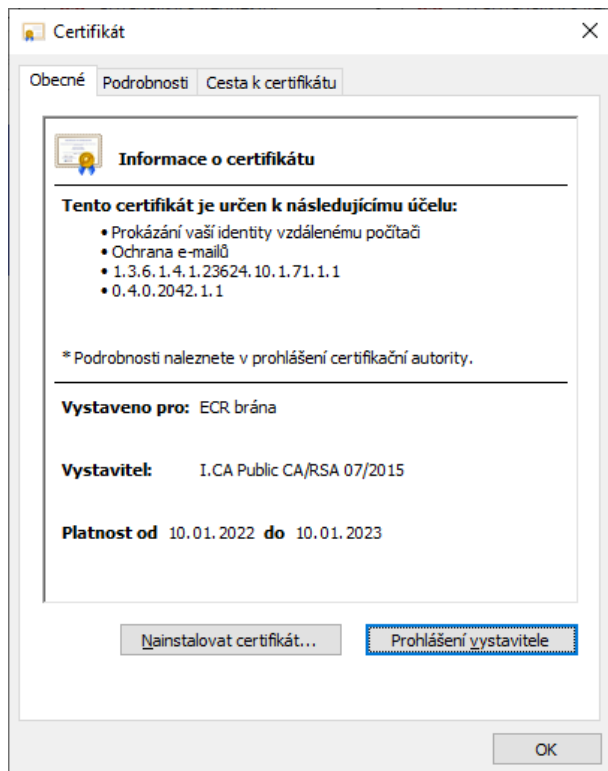 Certifikát
Obecné Podrobnosti Cesta k certifikátu
Informace o certifikátu
Tento certifikát je určen k následujícímu účelu:
• Prokázání vaší identity vzdálenému počítači
• Ochrana e-mailů
• 1.3.6.1.4.1.23624.10.1.71.1.1
• 0.4.0.2042.1.1
* Podrobnosti naleznete v prohlášení certifikační autority.
Vystaveno pro: ECR brána
Vystavitel: I.CA Public CA/RSA 07/2015
Platnost od 10.01.2022 do 10.01.2023
Nainstalovat certifikát... Prohlášení vystavitele
OK